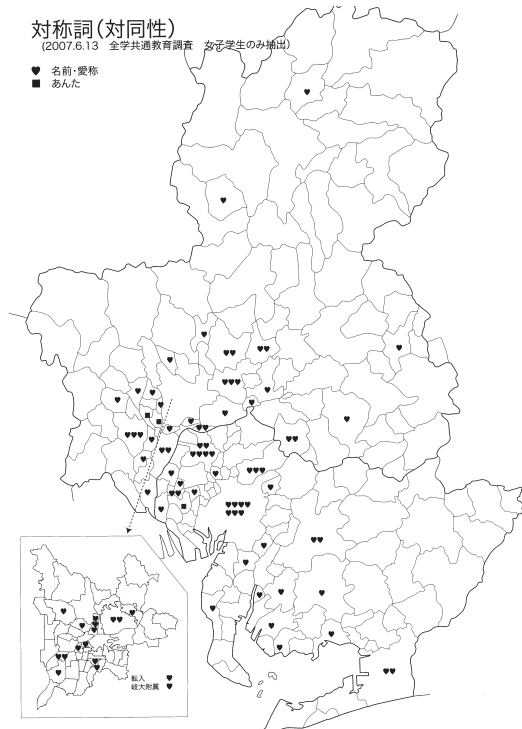 対称詞(対同性)
(2007.6.13　全学共通教育調査　女子学生のみ抽出)
♥ 名前・愛称
■ あんた
転入 ♥
岐大附属 ♥